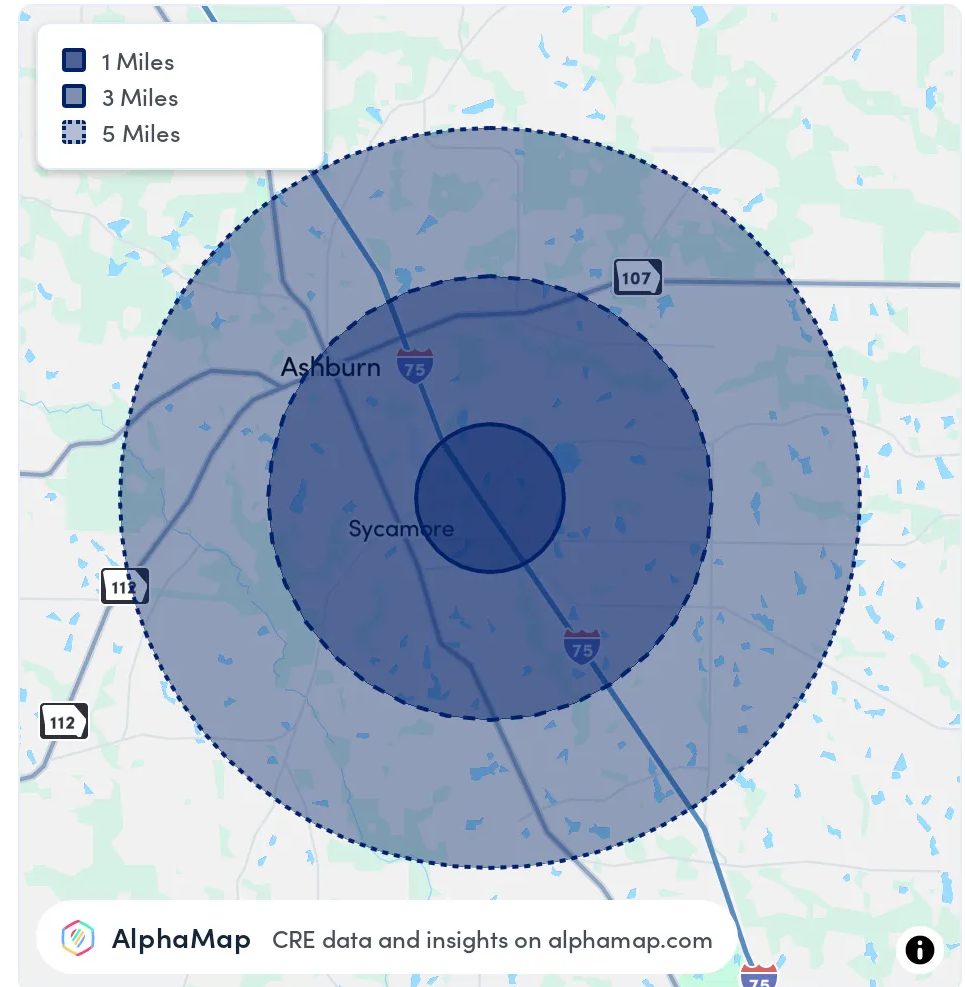 1 Miles
3 Miles
5 Miles
107
Ashburn
75
Sycamore
112
75
112
AlphaMap CRE data and insights on alphamap.com
75